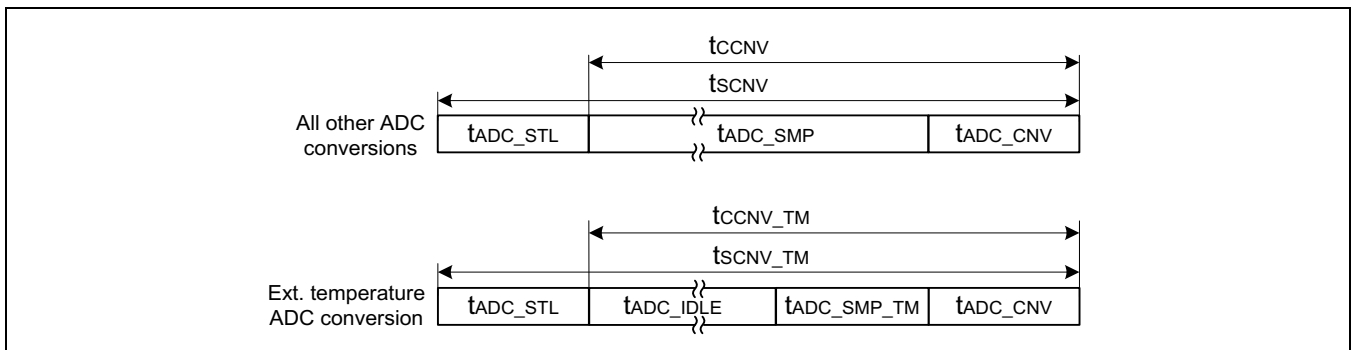 tCCNV
tSCNV
All other ADC
conversions
tADC_STL
tADC_SMP
tADC_CNV
tCCNV_TM
tSCNV_TM
Ext. temperature
ADC conversion
tADC_STL
tADC_IDLE
tADC_SMP_TM
tADC_CNV